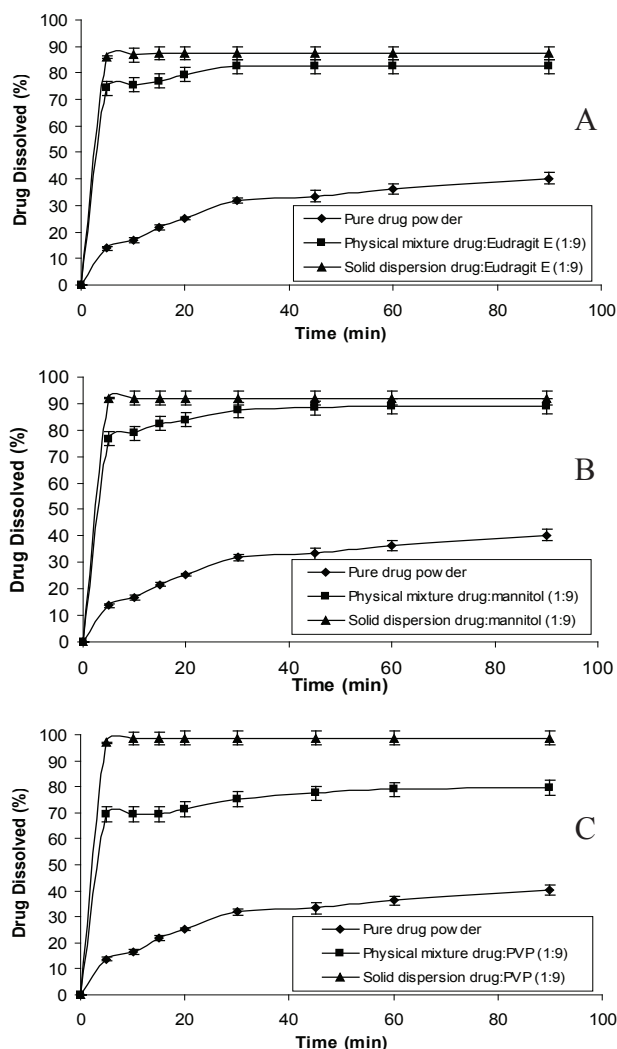 100
90
80
70
60
50
40
30
20
10
0
Drug Dissolved (%)
A
Pure drug powder
Physical mixture drug:Eudragit E (1:9)
Solid dispersion drug:Eudragit E (1:9)
0 20 40 60 80 100
Time (min)
100
90
80
70
60
50
40
30
20
10
0
Drug Dissolved (%)
B
Pure drug powder
Physical mixture drug:mannitol (1:9)
Solid dispersion drug:mannitol (1:9)
0 20 40 60 80 100
Time (min)
100
90
80
70
60
50
40
30
20
10
0
Drug Dissolved (%)
C
Pure drug powder
Physical mixture drug:PVP (1:9)
Solid dispersion drug:PVP (1:9)
0 20 40 60 80 100
Time (min)